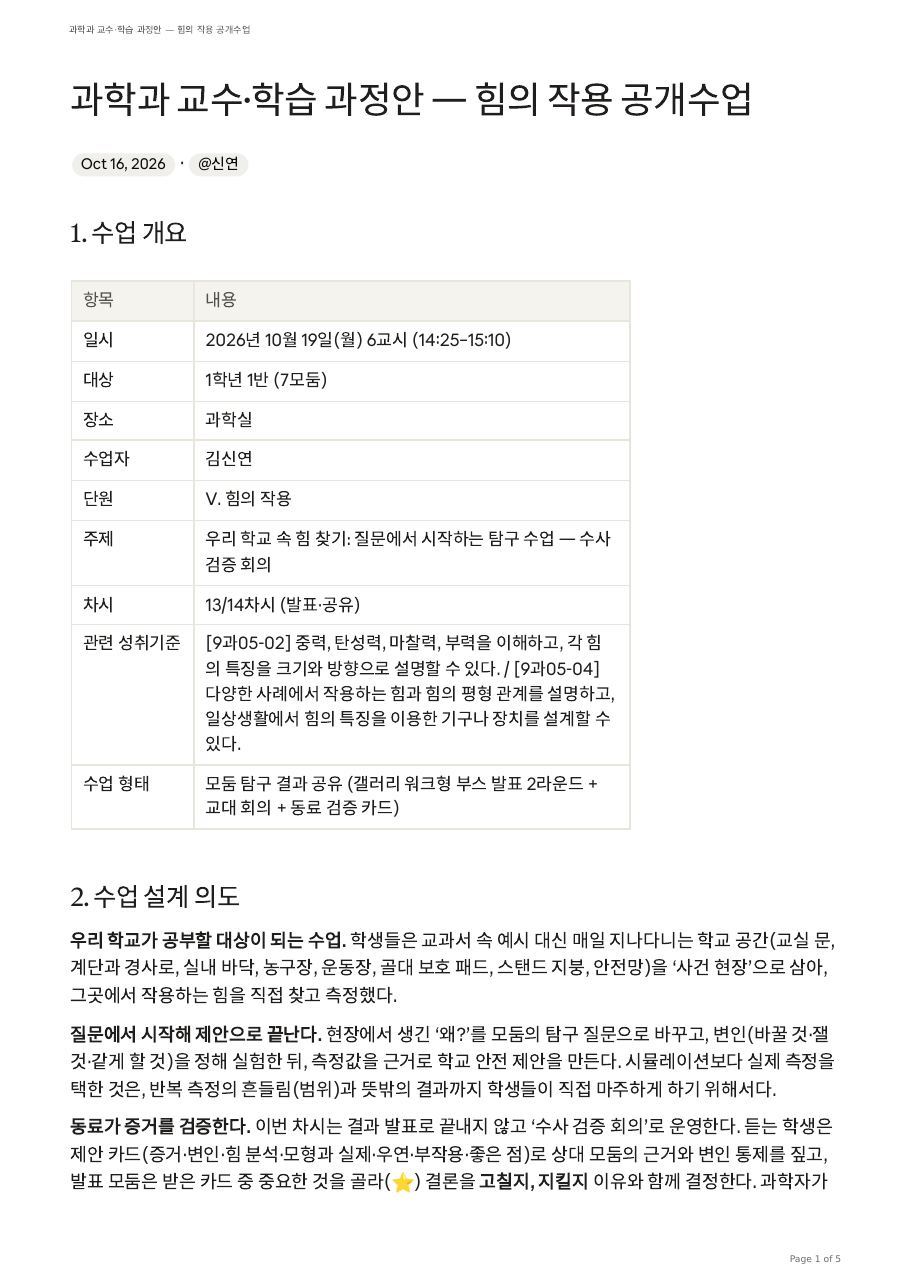 과학과 교수·학습 과정안 — 힘의 작용 공개수업
과학과 교수·학습 과정안 — 힘의 작용 공개수업
Oct 16, 2026 · @신연
1. 수업 개요
항목 내용
일시 2026년 10월 19일(월) 6교시 (14:25–15:10)
대상 1학년 1반 (7모둠)
장소 과학실
수업자 김신연
단원 V. 힘의 작용
주제 우리 학교 속 힘 찾기: 질문에서 시작하는 탐구 수업 — 수사
검증 회의
차시 13/14차시 (발표·공유)
관련 성취기준 [9과05-02] 중력, 탄성력, 마찰력, 부력을 이해하고, 각 힘
의 특징을 크기와 방향으로 설명할 수 있다. / [9과05-04]
다양한 사례에서 작용하는 힘과 힘의 평형 관계를 설명하고,
일상생활에서 힘의 특징을 이용한 기구나 장치를 설계할 수
있다.
수업 형태 모둠 탐구 결과 공유 (갤러리 워크형 부스 발표 2라운드 +
교대 회의 + 동료 검증 카드)
2. 수업 설계 의도
우리 학교가 공부할 대상이 되는 수업. 학생들은 교과서 속 예시 대신 매일 지나다니는 학교 공간(교실 문,
계단과 경사로, 실내 바닥, 농구장, 운동장, 골대 보호 패드, 스탠드 지붕, 안전망)을 ‘사건 현장’으로 삼아,
그곳에서 작용하는 힘을 직접 찾고 측정했다.
질문에서 시작해 제안으로 끝난다. 현장에서 생긴 ‘왜?’를 모둠의 탐구 질문으로 바꾸고, 변인(바꿀 것·잴
것·같게 할 것)을 정해 실험한 뒤, 측정값을 근거로 학교 안전 제안을 만든다. 시뮬레이션보다 실제 측정을
택한 것은, 반복 측정의 흔들림(범위)과 뜻밖의 결과까지 학생들이 직접 마주하게 하기 위해서다.
동료가 증거를 검증한다. 이번 차시는 결과 발표로 끝내지 않고 ‘수사 검증 회의’로 운영한다. 듣는 학생은
제안 카드(증거·변인·힘 분석·모형과 실제·우연·부작용·좋은 점)로 상대 모둠의 근거와 변인 통제를 짚고,
발표 모둠은 받은 카드 중 중요한 것을 골라(⭐) 결론을 고칠지, 지킬지 이유와 함께 결정한다. 과학자가
Page 1 of 5